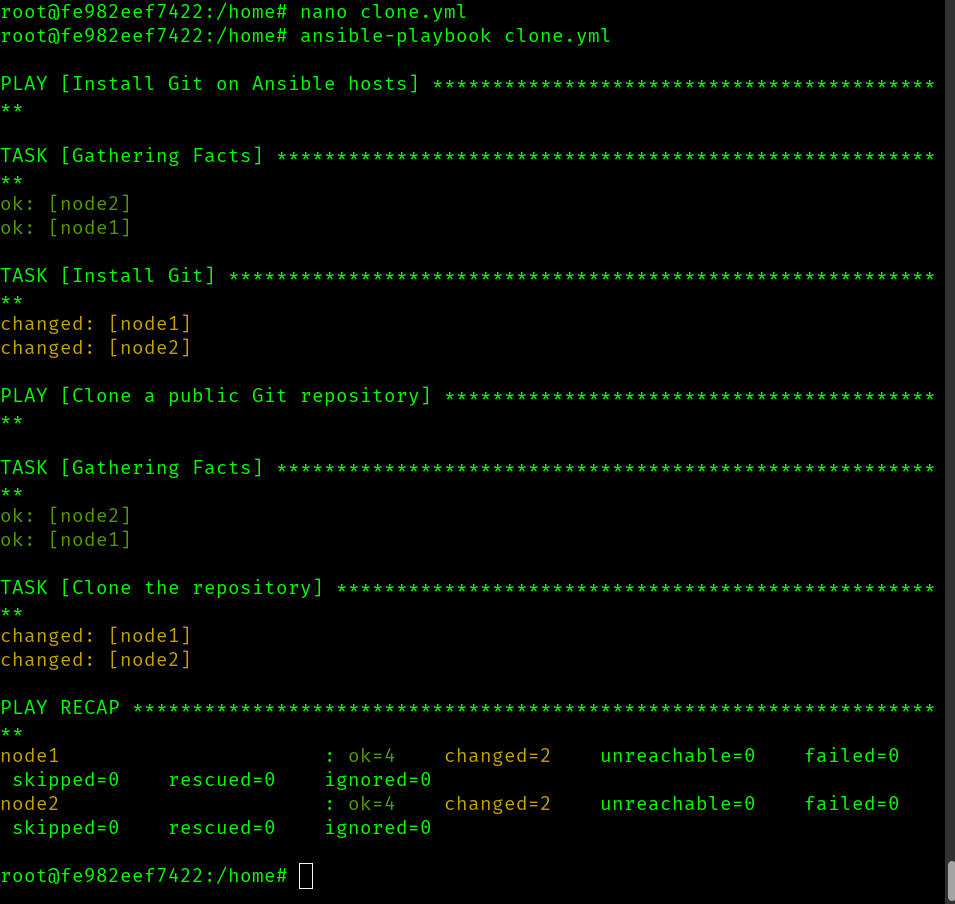 root@fe982eef7422:/home# nano clone.yml
root@fe982eef7422:/home# ansible-playbook clone.yml
PLAY [Install Git on Ansible hosts] ******************************************
**
TASK [Gathering Facts] *******************************************************
**
ok: [node2]
ok: [node1]
TASK [Install Git] ***********************************************************
**
changed: [node1]
changed: [node2]
PLAY [Clone a public Git repository] *****************************************
**
TASK [Gathering Facts] *******************************************************
**
ok: [node2]
ok: [node1]
TASK [Clone the repository] **************************************************
**
changed: [node1]
changed: [node2]
PLAY RECAP *******************************************************************
**
node1                      : ok=4    changed=2    unreachable=0    failed=0
 skipped=0    rescued=0    ignored=0
node2                      : ok=4    changed=2    unreachable=0    failed=0
 skipped=0    rescued=0    ignored=0
root@fe982eef7422:/home#